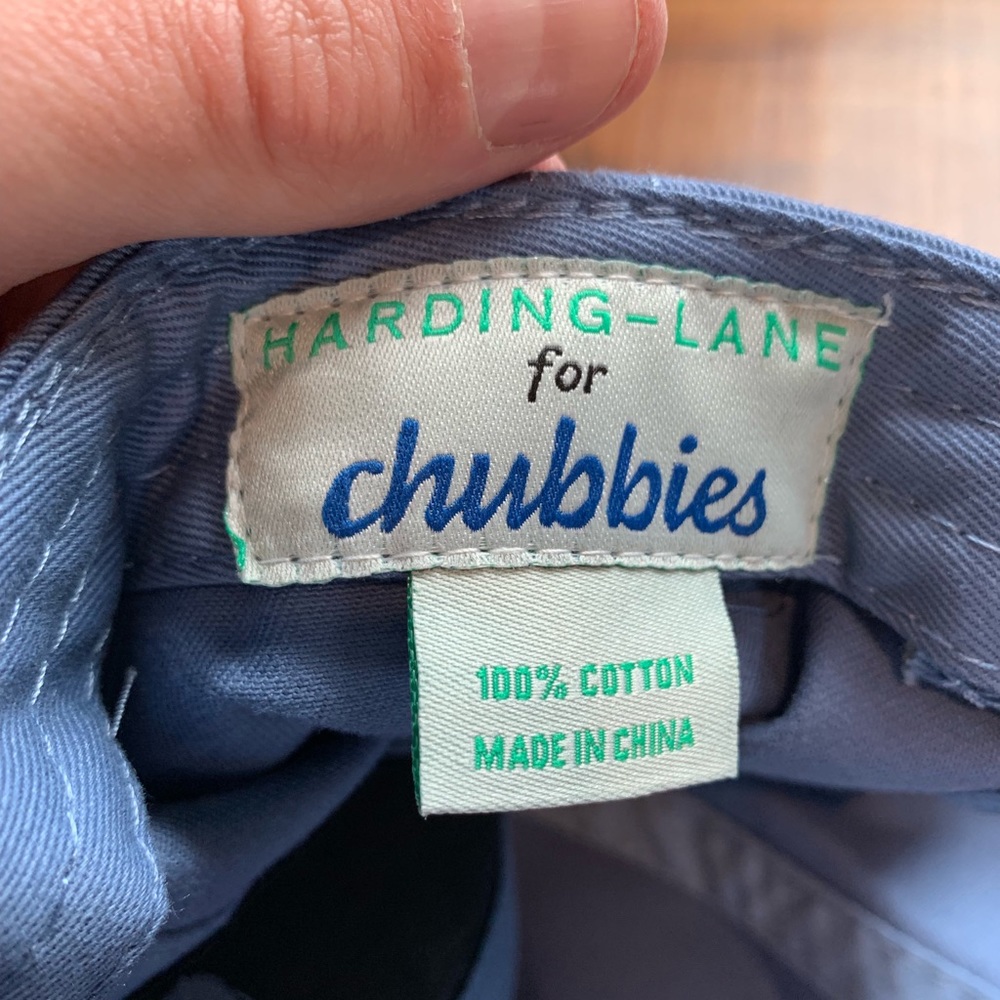 HARDING-LANE
for
chubbies
100% COTTON
MADE IN CHINA